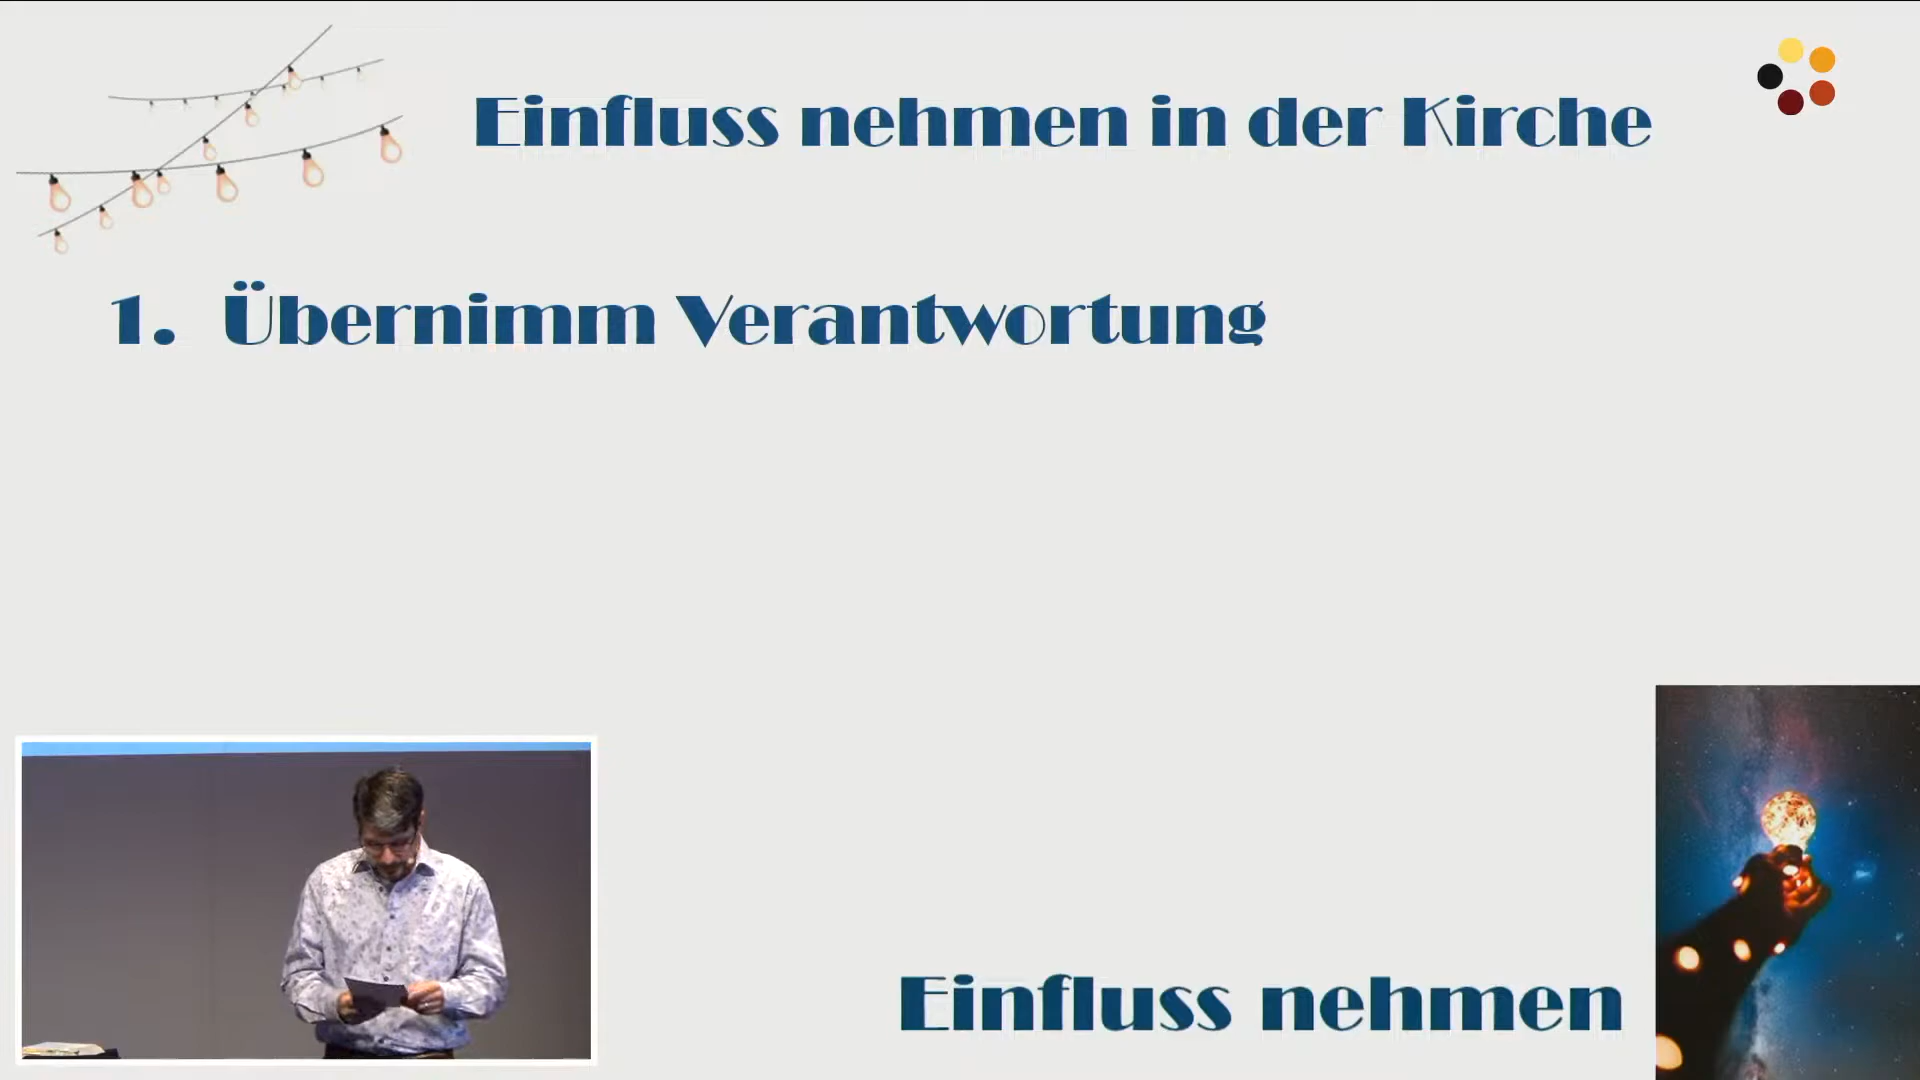 Einfluss nehmen in der Kirche
1. Übernimm Verantwortung
Einfluss nehmen